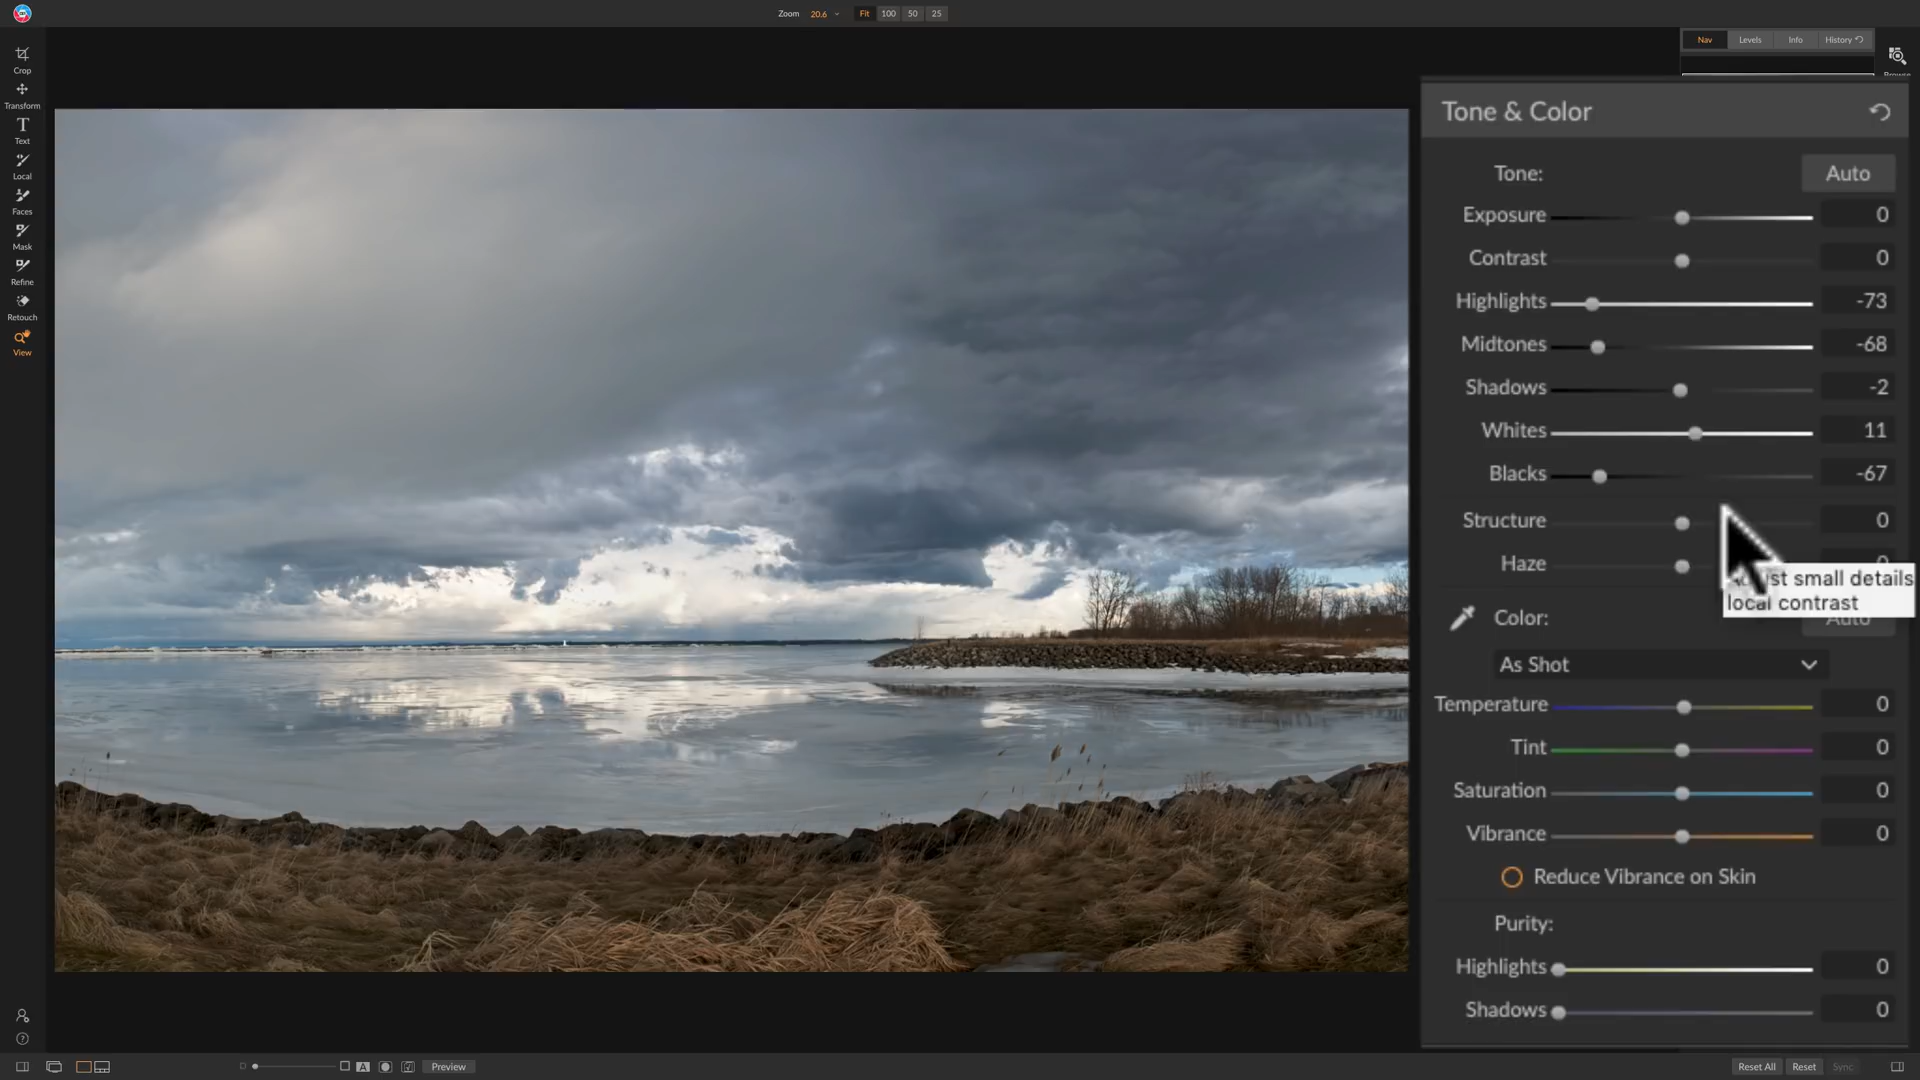 Zoom 20.6 Fit 100 50 25
Nav Levels Info History
Crop
Transform
Text
Local
Faces
Mask
Refine
Retouch
View
Tone & Color
Tone: Auto
Exposure 0
Contrast 0
Highlights -73
Midtones -68
Shadows -2
Whites 11
Blacks -67
Structure 0
Haze
small details
local contrast
Color: Auto
As Shot
Temperature 0
Tint 0
Saturation 0
Vibrance 0
Reduce Vibrance on Skin
Purity:
Highlights 0
Shadows 0
A Preview
Reset All Reset Sync